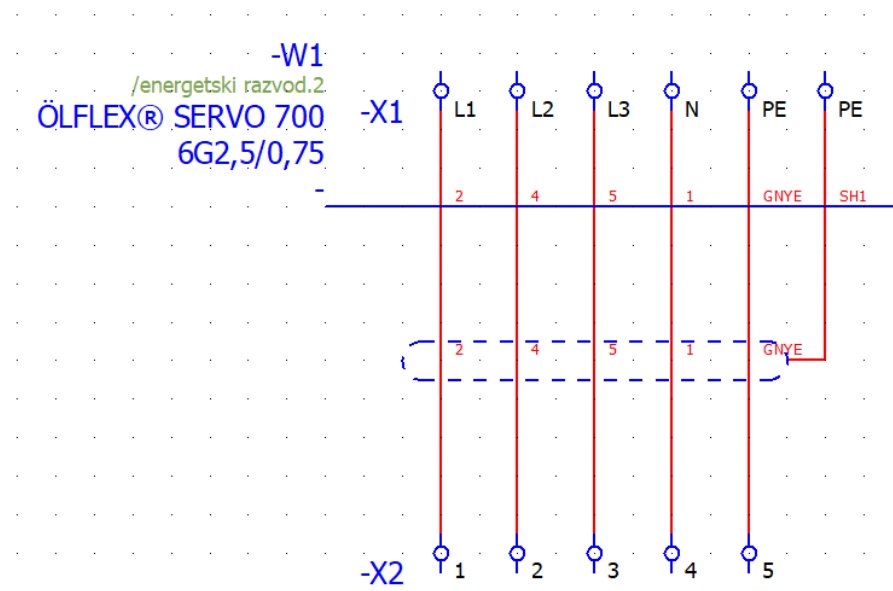 -W1
/energetski razvod.2
ÖLFLEX® SERVO 700
6G2,5/0,75
-
-X1 L1 L2 L3 N PE PE
2 4 5 1 GNYE SH1
2 4 5 1 GNYE
-X2 1 2 3 4 5